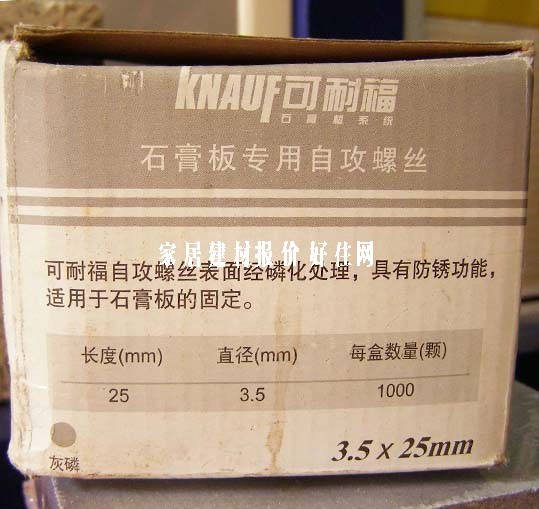 KNAUF可耐福
石膏板系统
石膏板专用自攻螺丝
家居建材报价 好住网
可耐福自攻螺丝表面经磷化处理，具有防锈功能，
适用于石膏板的固定。
长度(mm) 直径(mm) 每盒数量(颗)
25 3.5 1000
灰磷
3.5 x 25mm